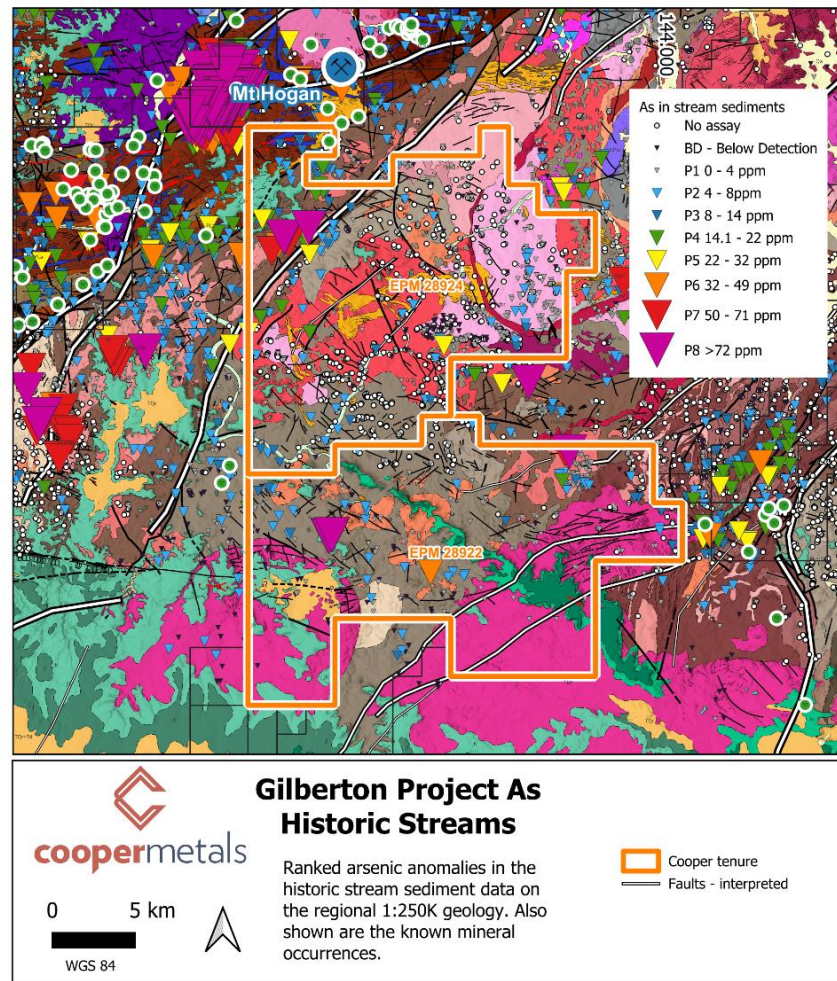 144.000
Mt Hogan
As in stream sediments
No assay
BD - Below Detection
P1 0 - 4 ppm
P2 4 - 8ppm
P3 8 - 14 ppm
P4 14.1 - 22 ppm
P5 22 - 32 ppm
P6 32 - 49 ppm
P7 50 - 71 ppm
P8 >72 ppm
EPM 28924
EPM 28922
coopermetals
0 5 km
WGS 84
Gilberton Project As
Historic Streams
Ranked arsenic anomalies in the
historic stream sediment data on
the regional 1:250K geology. Also
shown are the known mineral
occurrences.
Cooper tenure
Faults - interpreted